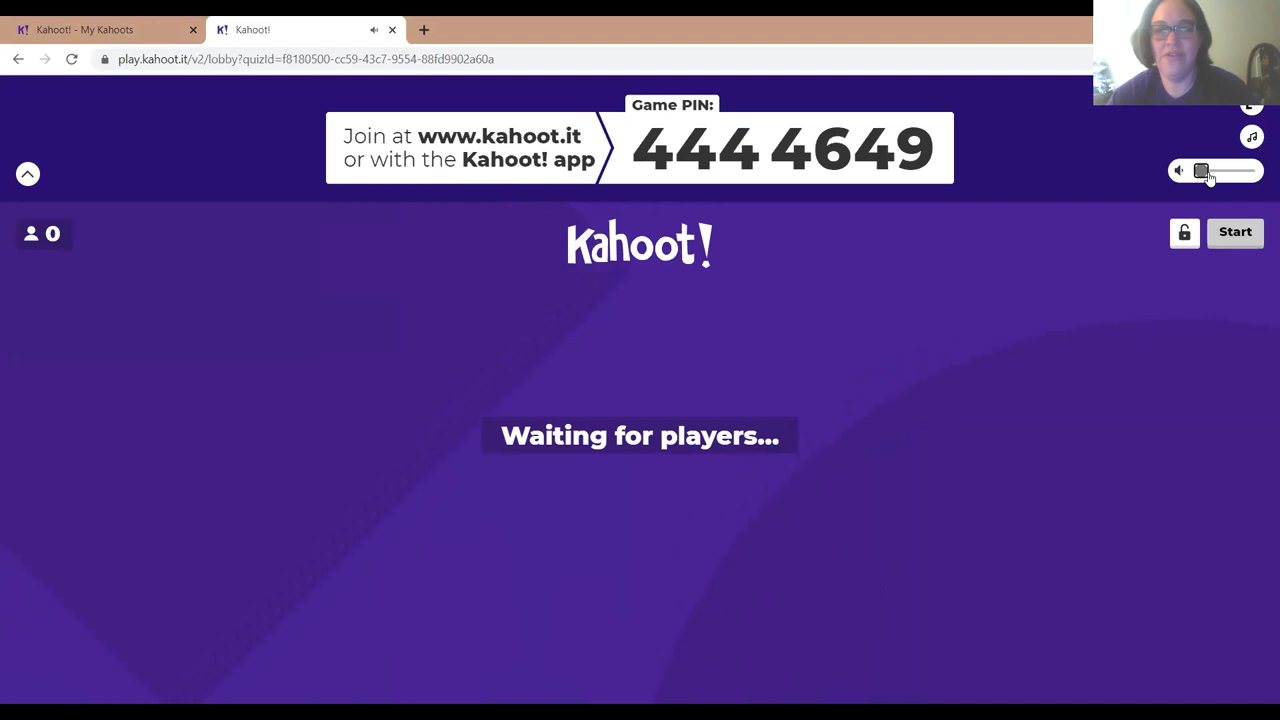 Kahoot! - My Kahoots
Kahoot!
play.kahoot.it/v2/lobby?quizId=f8180500-cc59-43c7-9554-88fd9902a60a
Game PIN:
Join at www.kahoot.it
or with the Kahoot! app
444 4649
0
Kahoot!
Start
Waiting for players...